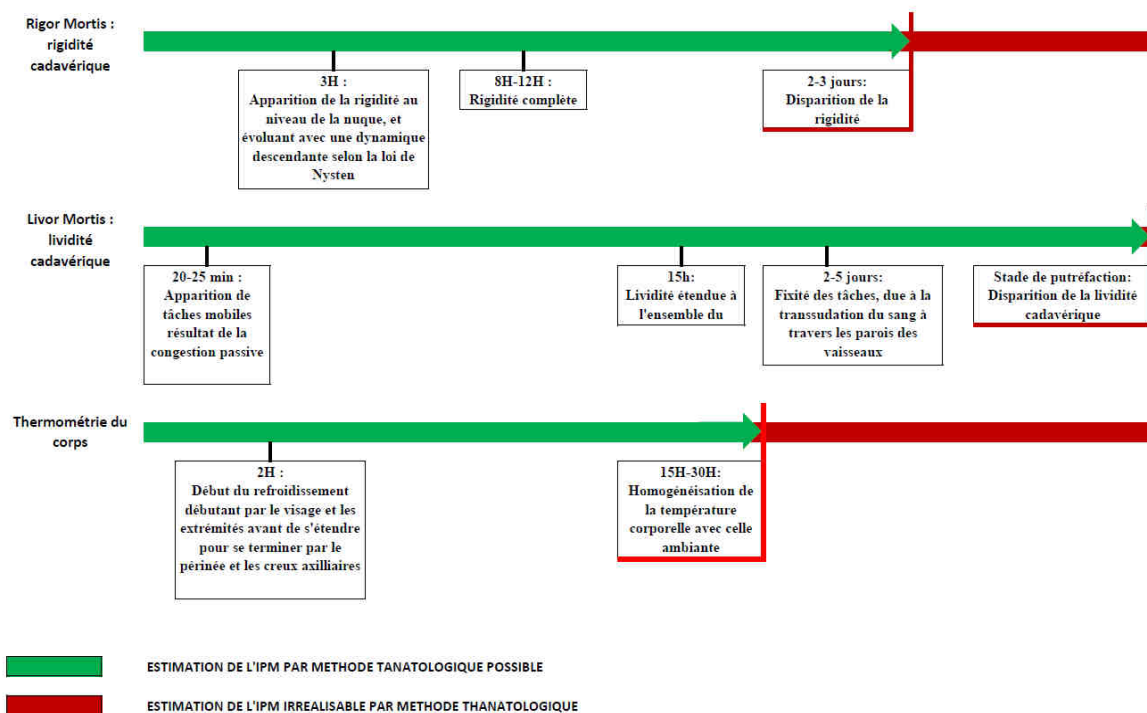 Rigor Mortis :
rigidité
cadavérique
3H :
Apparition de la rigidité au
niveau de la nuque, et
évoluant avec une dynamique
descendante selon la loi de
Nysten
8H-12H :
Rigidité complète
2-3 jours:
Disparition de la
rigidité
Livor Mortis :
lividité
cadavérique
20-25 min :
Apparition de
tâches mobiles
résultat de la
congestion passive
15h:
Lividité étendue à
l'ensemble du
2-5 jours:
Fixité des tâches, due à la
transsudation du sang à
travers les parois des
vaisseaux
Stade de putréfaction:
Disparition de la lividité
cadavérique
Thermométrie du
corps
2H :
Début du refroidissement
débutant par le visage et les
extrémités avant de s'étendre
pour se terminer par le
périnée et les creux axilliaires
15H-30H:
Homogénéisation de
la température
corporelle avec celle
ambiante
ESTIMATION DE L'IPM PAR METHODE TANATOLOGIQUE POSSIBLE
ESTIMATION DE L'IPM IRREALISABLE PAR METHODE THANATOLOGIQUE